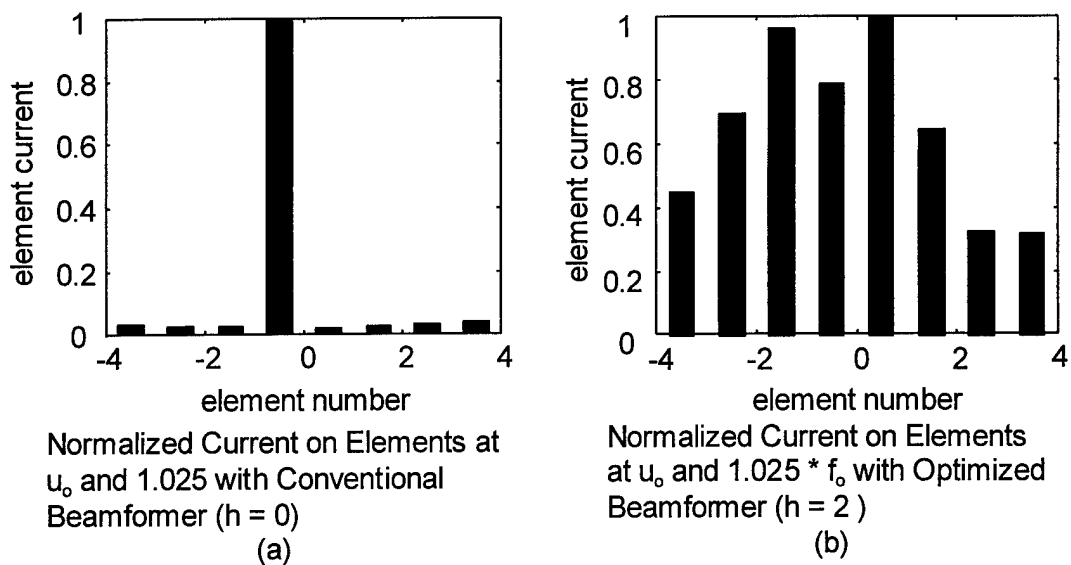 1
0.8
0.6
0.4
0.2
0
-4
-2
0
2
4
element current
element number
Normalized Current on Elements at
uo and 1.025 with Conventional
Beamformer (h = 0)
(a)
1
0.8
0.6
0.4
0.2
0
-4
-2
0
2
4
element current
element number
Normalized Current on Elements
at uo and 1.025 * fo with Optimized
Beamformer (h = 2 )
(b)